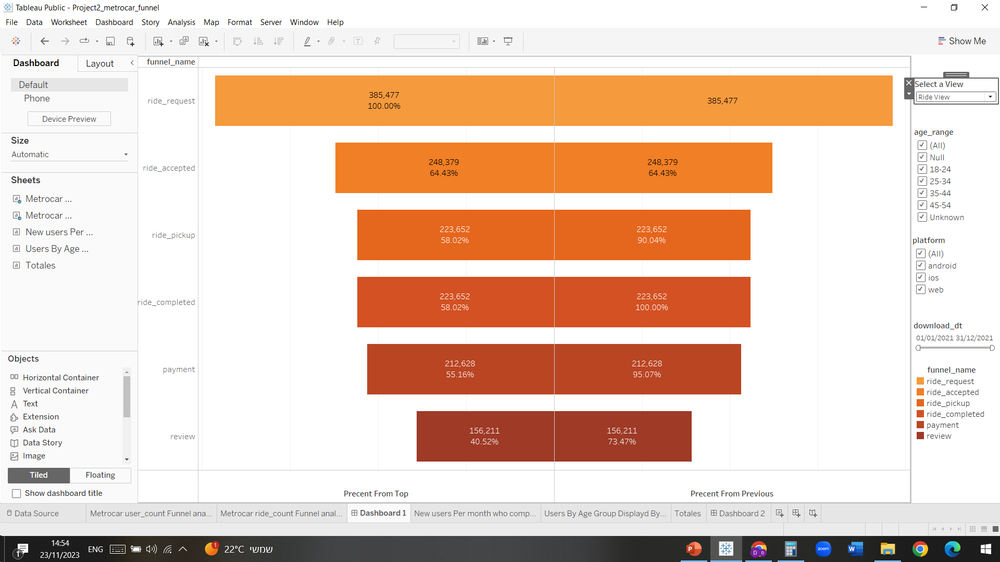 Tableau Public - Project2_metrocar_funnel
File Data Worksheet Dashboard Story Analysis Map Format Server Window Help
Show Me
Dashboard
Layout
Default
Phone
Device Preview
Size
Automatic
Sheets
Metrocar ...
Metrocar ...
New users Per ...
Users By Age ...
Totales
Objects
Horizontal Container
Vertical Container
Text
Extension
Ask Data
Data Story
Image
Tiled
Floating
Show dashboard title
funnel_name
ride_request
385,477
100.00%
385,477
ride_accepted
248,379
64.43%
248,379
64.43%
ride_pickup
223,652
58.02%
223,652
90.04%
ride_completed
223,652
58.02%
223,652
100.00%
payment
212,628
55.16%
212,628
95.07%
review
156,211
40.52%
156,211
73.47%
Precent From Top
Precent From Previous
Select a View
Ride View
age_range
(All)
Null
18-24
25-34
35-44
45-54
Unknown
platform
(All)
android
ios
web
download_dt
01/01/2021 31/12/2021
funnel_name
ride_request
ride_accepted
ride_pickup
ride_completed
payment
review
Data Source
Metrocar user_count Funnel ana...
Metrocar ride_count Funnel anal...
Dashboard 1
New users Per month who comp...
Users By Age Group Displayd By...
Totales
Dashboard 2
1
14:54
23/11/2023
ENG
1
22°C שמשי
P
D D
zoom
W